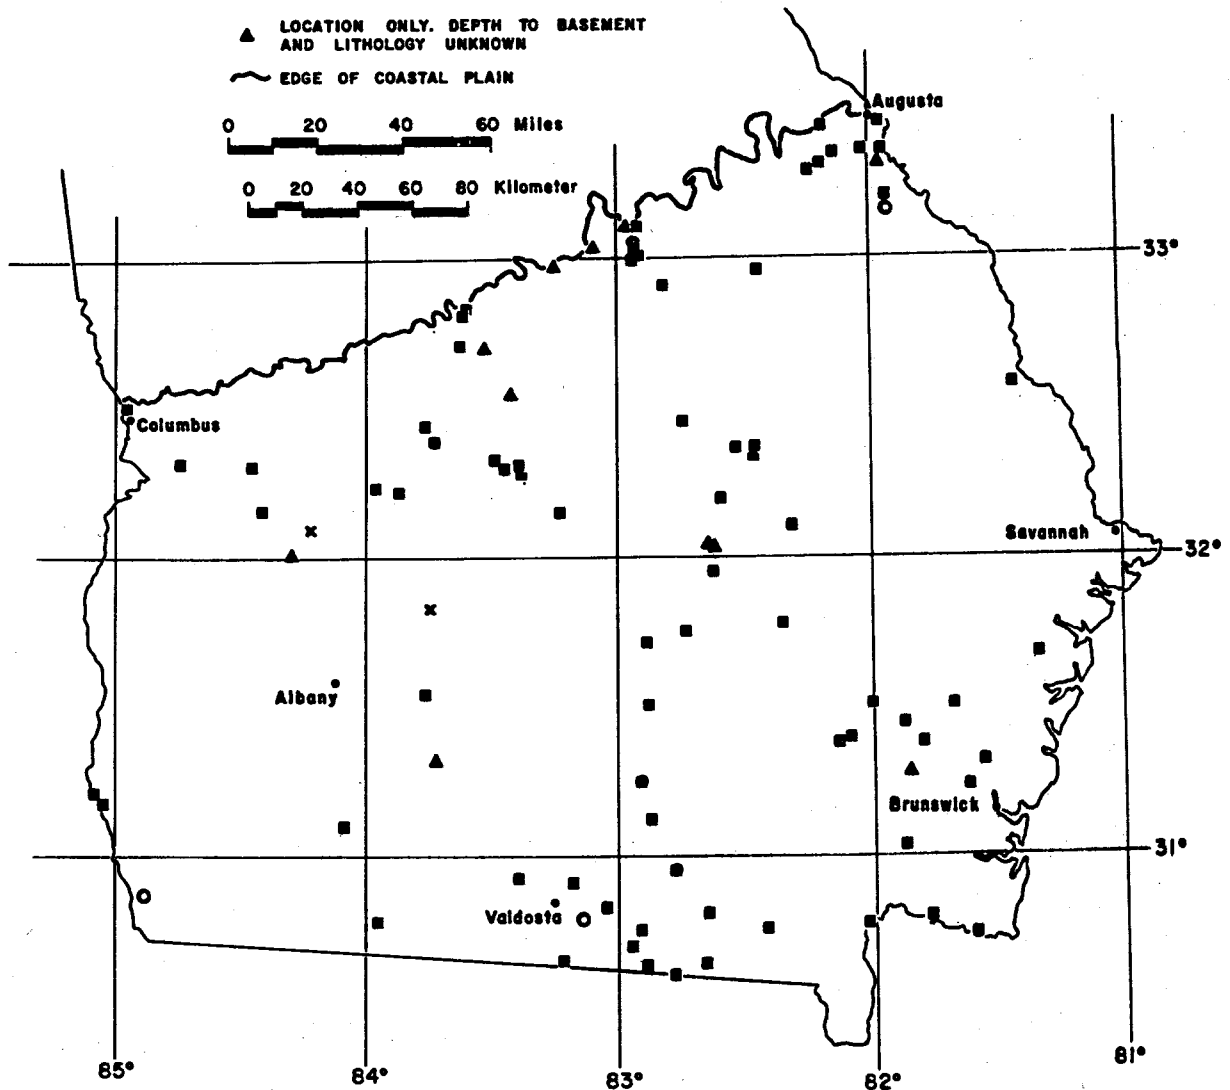 LOCATION ONLY. DEPTH TO BASEMENT
AND LITHOLOGY UNKNOWN
EDGE OF COASTAL PLAIN
0 20 40 60 Miles
0 20 40 60 80 Kilometer
Augusta
33°
Columbus
Savannah
32°
Albany
Brunswick
31°
Valdosta
85° 84° 83° 82° 81°